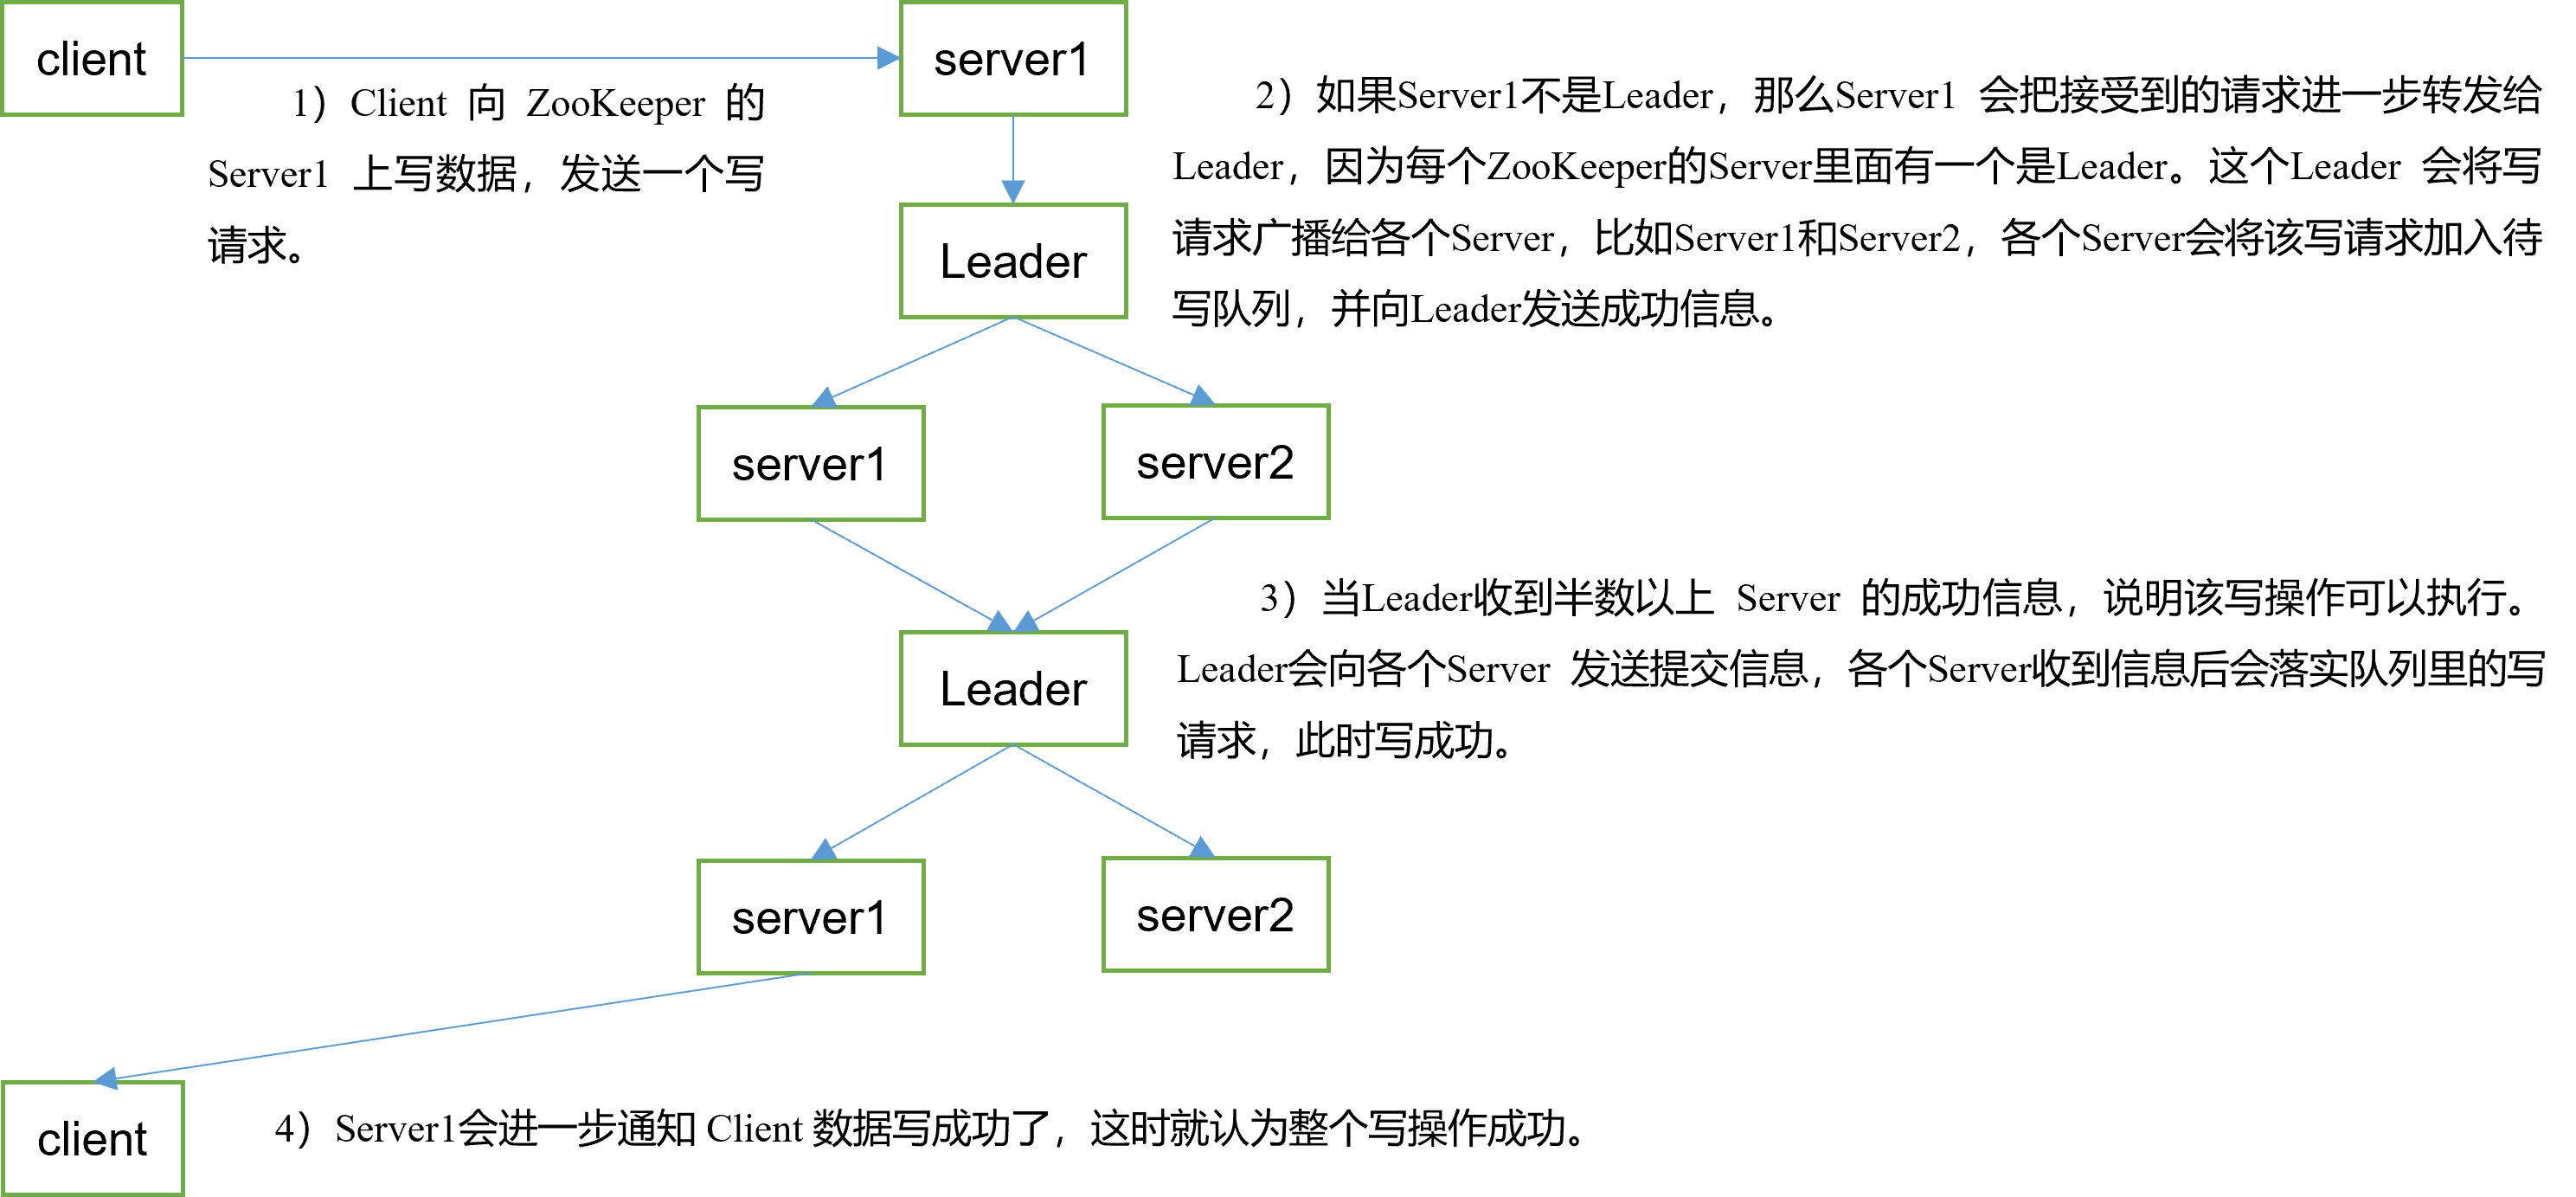 client
server1
1）Client 向 ZooKeeper 的
Server1 上写数据，发送一个写
请求。
2）如果Server1不是Leader，那么Server1 会把接受到的请求进一步转发给
Leader，因为每个ZooKeeper的Server里面有一个是Leader。这个Leader 会将写
请求广播给各个Server，比如Server1和Server2，各个Server会将该写请求加入待
写队列，并向Leader发送成功信息。
Leader
server1
server2
3）当Leader收到半数以上 Server 的成功信息，说明该写操作可以执行。
Leader会向各个Server 发送提交信息，各个Server收到信息后会落实队列里的写
请求，此时写成功。
Leader
server1
server2
client
4）Server1会进一步通知 Client 数据写成功了，这时就认为整个写操作成功。